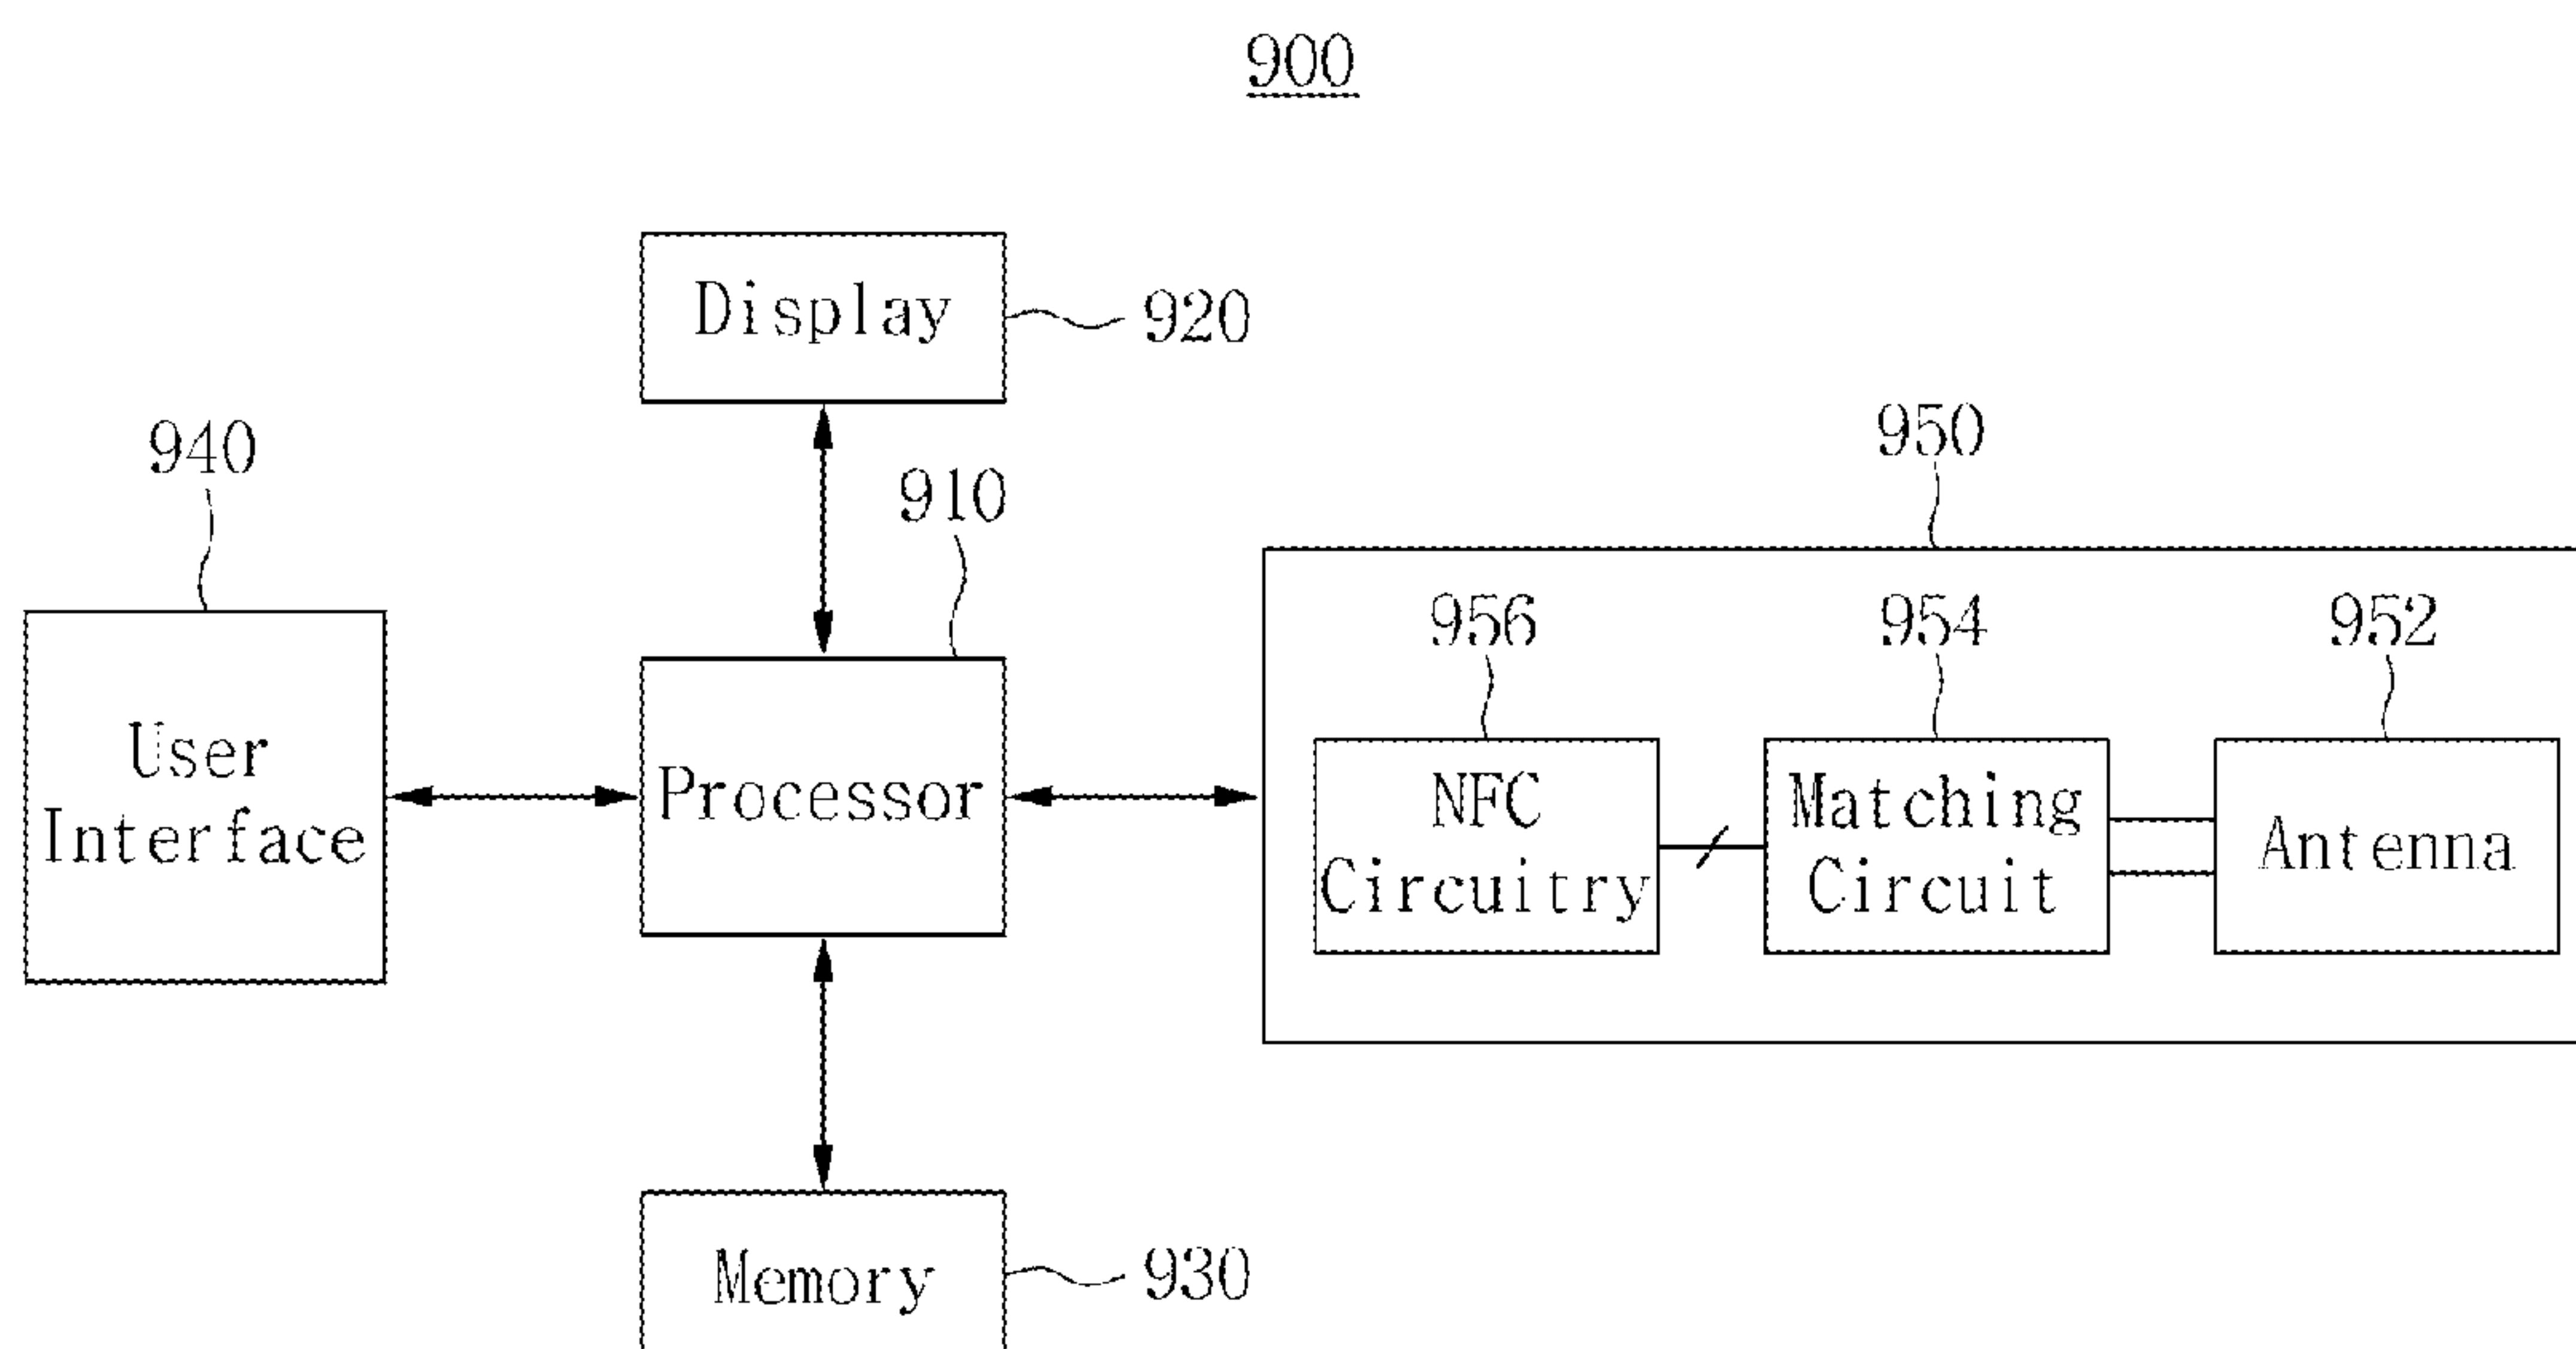 900
Display
920
940
910
950
User
Interface
Processor
956
954
952
NFC
Circuitry
Matching
Circuit
Antenna
Memory
930